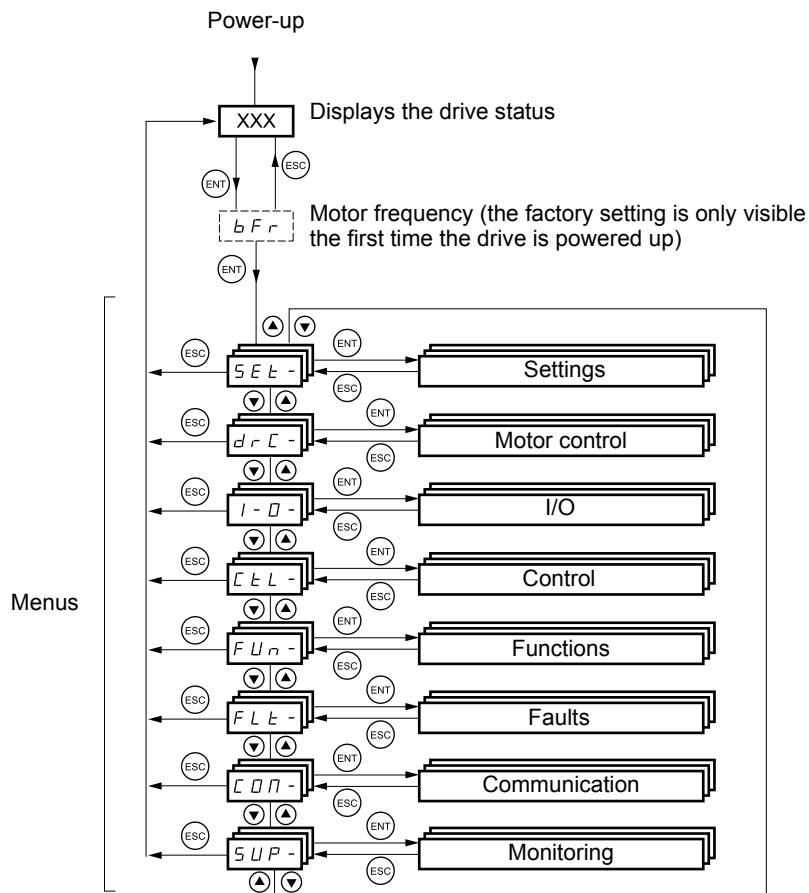 Power-up
XXX
Displays the drive status
ENT
ESC
bFr
Motor frequency (the factory setting is only visible
the first time the drive is powered up)
ENT
Menus
ESC
SEt-
ENT
ESC
Settings
ESC
drC-
ENT
ESC
Motor control
ESC
I-O-
ENT
ESC
I/O
ESC
CtL-
ENT
ESC
Control
ESC
FUn-
ENT
ESC
Functions
ESC
FLt-
ENT
ESC
Faults
ESC
COM-
ENT
ESC
Communication
ESC
SUP-
ENT
ESC
Monitoring